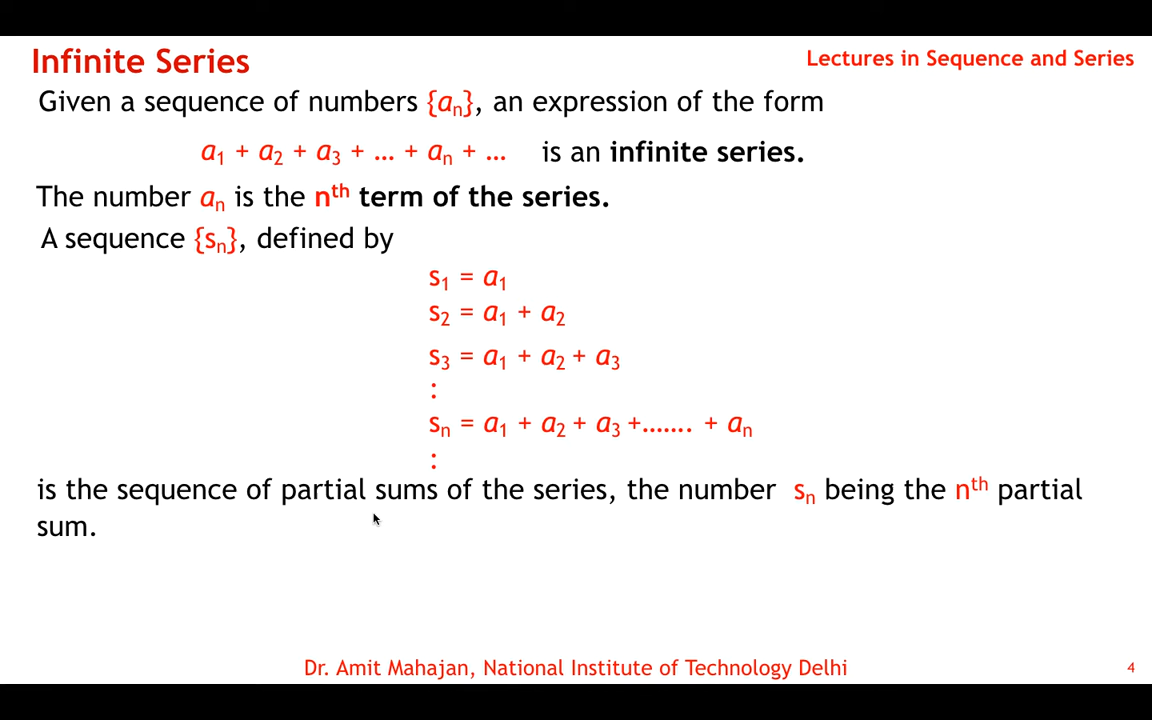 Infinite Series
Lectures in Sequence and Series
Given a sequence of numbers {aₙ}, an expression of the form
a₁ + a₂ + a₃ + … + aₙ + … is an infinite series.
The number aₙ is the nᵗʰ term of the series.
A sequence {sₙ}, defined by
s₁ = a₁
s₂ = a₁ + a₂
s₃ = a₁ + a₂ + a₃
:
sₙ = a₁ + a₂ + a₃ +....... + aₙ
:
is the sequence of partial sums of the series, the number sₙ being the nᵗʰ partial
sum.
Dr. Amit Mahajan, National Institute of Technology Delhi
4